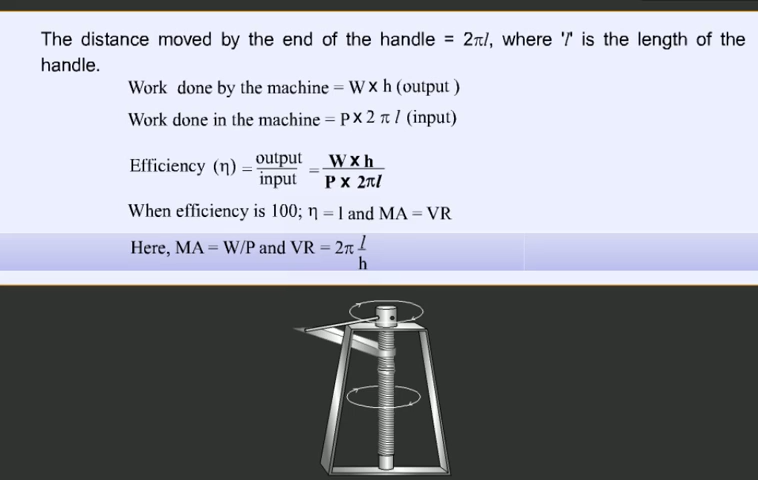 The distance moved by the end of the handle = 2πl, where 'l' is the length of the
handle.
Work done by the machine = W x h (output )
Work done in the machine = P x 2 π l (input)
Efficiency (η) = output/input = W x h/P x 2πl
When efficiency is 100; η = 1 and MA = VR
Here, MA = W/P and VR = 2π l/h